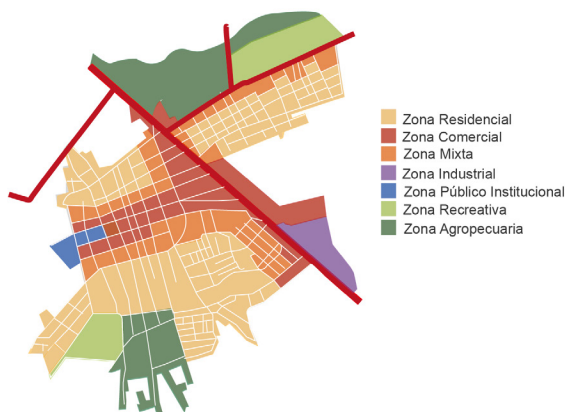 Zona Residencial
Zona Comercial
Zona Mixta
Zona Industrial
Zona Público Institucional
Zona Recreativa
Zona Agropecuaria